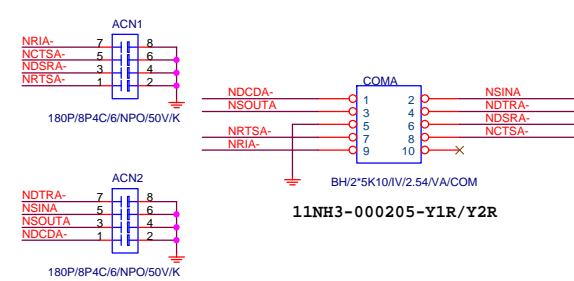 ACN1
NRIA- 7 8
NCTSA- 5 6
NDSRA- 3 4
NRTSA- 1 2
180P/8P4C/6/NPO/50V/K
COMA
NDCDA- 1 2 NSINA
NSOUTA 3 4 NDTRA-
5 6 NDSRA-
NRTSA- 7 8 NCTSA-
NRIA- 9 10
BH/2*5K10/IV/2.54/VA/COM
11NH3-000205-Y1R/Y2R
ACN2
NDTRA- 7 8
NSINA 5 6
NSOUTA 3 4
NDCDA- 1 2
180P/8P4C/6/NPO/50V/K